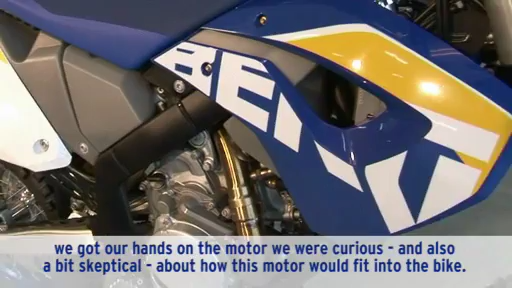 BERG
we got our hands on the motor we were curious - and also
a bit skeptical - about how this motor would fit into the bike.